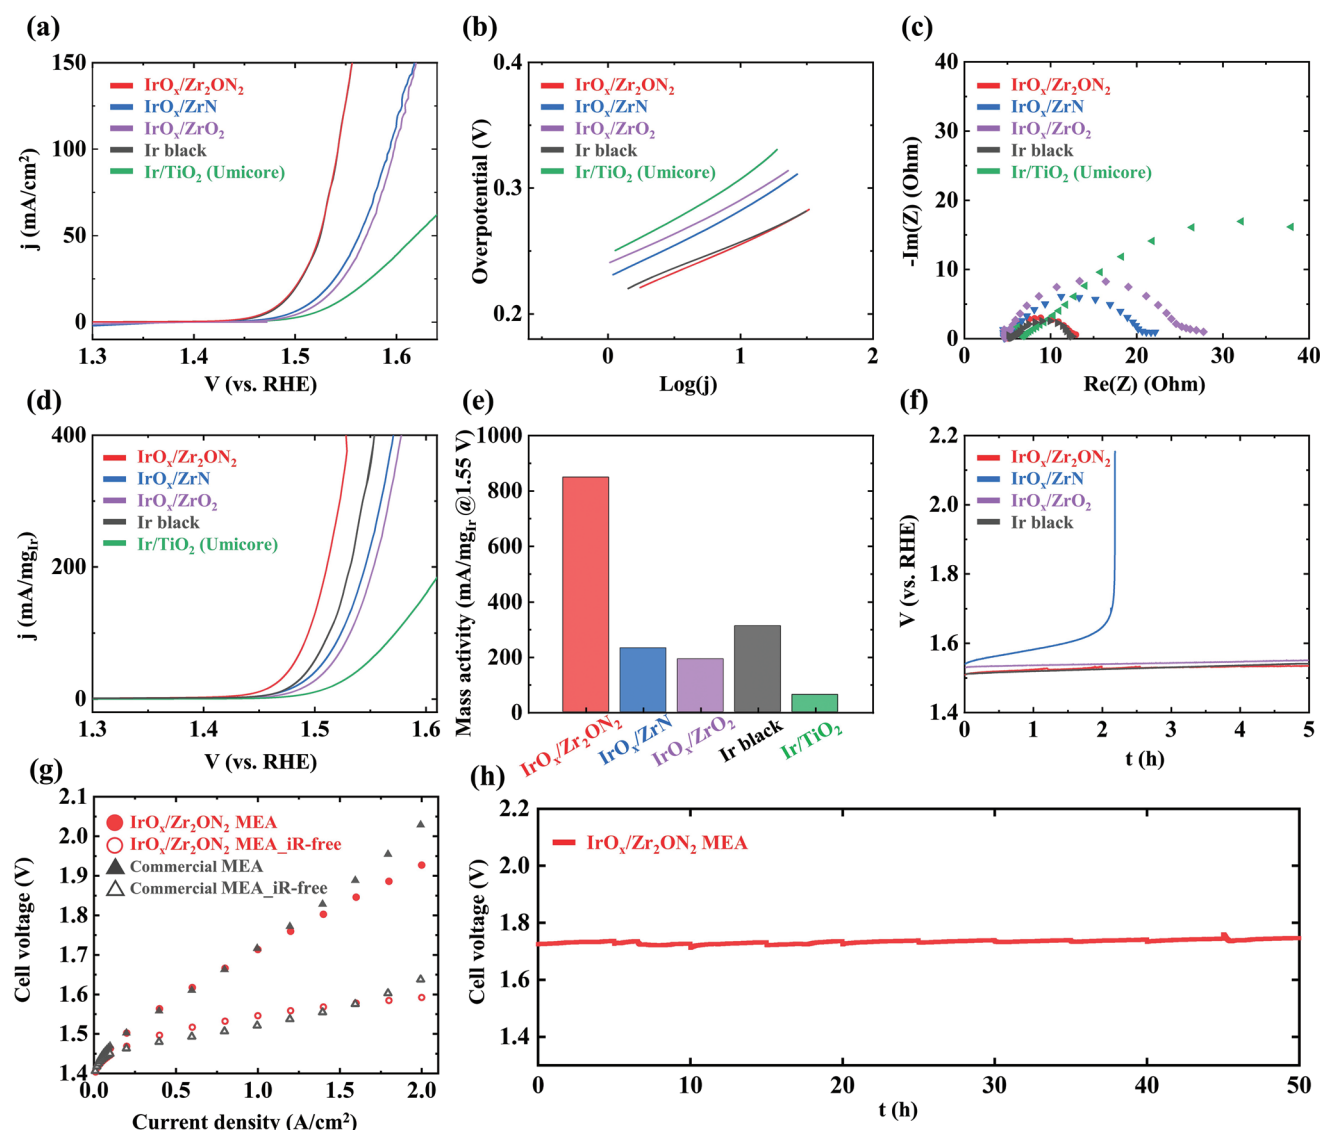 (a)
150
100
50
0
j (mA/cm²)
IrOₓ/Zr₂ON₂
IrOₓ/ZrN
IrOₓ/ZrO₂
Ir black
Ir/TiO₂ (Umicore)
1.3 1.4 1.5 1.6
V (vs. RHE)
(b)
0.4
0.3
0.2
Overpotential (V)
IrOₓ/Zr₂ON₂
IrOₓ/ZrN
IrOₓ/ZrO₂
Ir black
Ir/TiO₂ (Umicore)
0 1 2
Log(j)
(c)
40
30
20
10
0
-Im(Z) (Ohm)
IrOₓ/Zr₂ON₂
IrOₓ/ZrN
IrOₓ/ZrO₂
Ir black
Ir/TiO₂ (Umicore)
0 10 20 30 40
Re(Z) (Ohm)
(d)
400
200
0
j (mA/mg_Ir)
IrOₓ/Zr₂ON₂
IrOₓ/ZrN
IrOₓ/ZrO₂
Ir black
Ir/TiO₂ (Umicore)
1.3 1.4 1.5 1.6
V (vs. RHE)
(e)
1000
800
600
400
200
0
Mass activity (mA/mg_Ir @1.55 V)
IrOₓ/Zr₂ON₂
IrOₓ/ZrN
IrOₓ/ZrO₂
Ir black
Ir/TiO₂
(f)
2.2
2.0
1.8
1.6
1.4
V (vs. RHE)
IrOₓ/Zr₂ON₂
IrOₓ/ZrN
IrOₓ/ZrO₂
Ir black
0 1 2 3 4 5
t (h)
(g)
2.1
2.0
1.9
1.8
1.7
1.6
1.5
1.4
Cell voltage (V)
IrOₓ/Zr₂ON₂ MEA
IrOₓ/Zr₂ON₂ MEA_iR-free
Commercial MEA
Commercial MEA_iR-free
0.0 0.5 1.0 1.5 2.0
Current density (A/cm²)
(h)
2.2
2.0
1.8
1.6
1.4
Cell voltage (V)
IrOₓ/Zr₂ON₂ MEA
0 10 20 30 40 50
t (h)